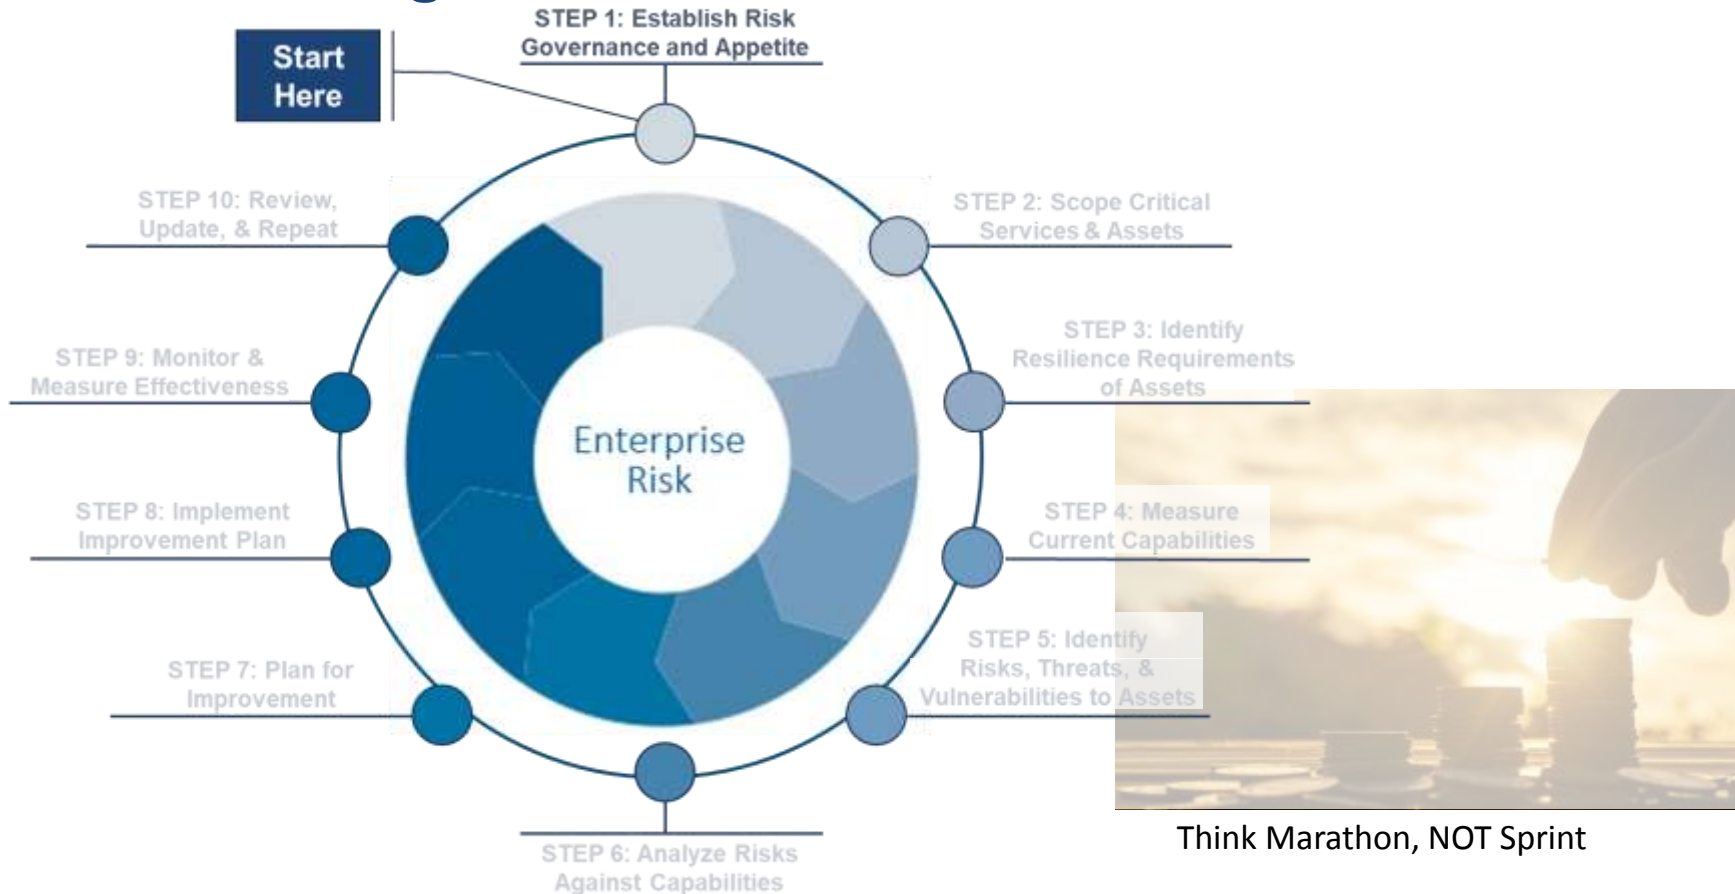 STEP 1: Establish Risk
Governance and Appetite
Start
Here
STEP 2: Scope Critical
Services & Assets
STEP 3: Identify
Resilience Requirements
of Assets
STEP 4: Measure
Current Capabilities
STEP 5: Identify
Risks, Threats, &
Vulnerabilities to Assets
STEP 6: Analyze Risks
Against Capabilities
STEP 7: Plan for
Improvement
STEP 8: Implement
Improvement Plan
STEP 9: Monitor &
Measure Effectiveness
STEP 10: Review,
Update, & Repeat
Enterprise
Risk
Think Marathon, NOT Sprint